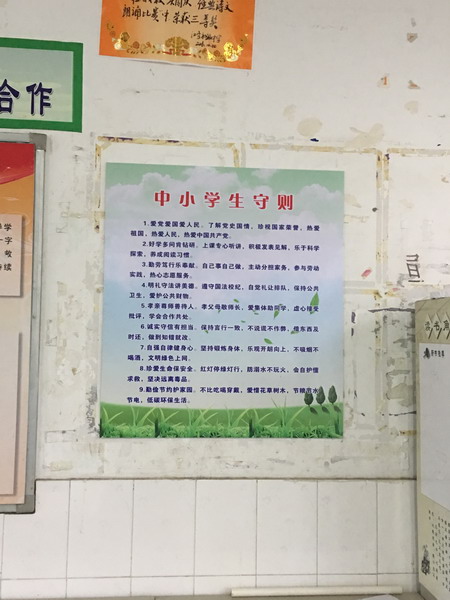 朗诵比赛中荣获三等奖
合作
中小学生守则
1.爱党爱国爱人民。了解党史国情,珍视国家荣誉,热爱
祖国,热爱人民,热爱中国共产党。
2.好学多问肯钻研。上课专心听讲,积极发表见解,乐于科学
探索,养成阅读习惯。
3.勤劳笃行乐奉献。自己事自己做,主动分担家务,参与劳动
实践,热心志愿服务。
4.明礼守法讲美德。遵守国法校纪,自觉礼让排队,保持公共
卫生,爱护公共财物。
5.孝亲尊师善待人。孝父母敬师长,爱集体助同学,虚心接受
批评,学会合作共处。
6.诚实守信有担当。保持言行一致,不说谎不作弊,借东西及
时还,做到知错就改。
7.自强自律健身心。坚持锻炼身体,乐观开朗向上,不吸烟不
喝酒,文明绿色上网。
8.珍爱生命保安全。红灯停绿灯行,防溺水不玩火,会自护懂
求救,坚决远离毒品。
9.勤俭节约护家园。不比吃喝穿戴,爱惜花草树木,节粮节水
节电,低碳环保生活。